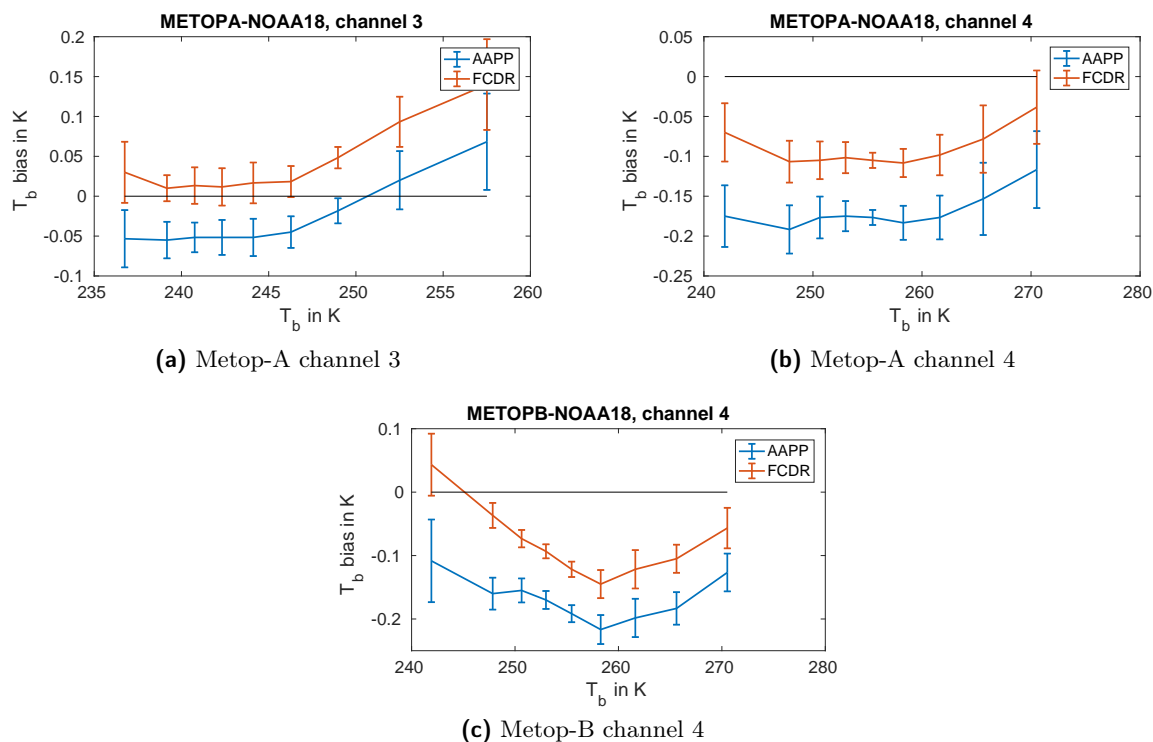 METOPA-NOAA18, channel 3
0.2
0.15
0.1
0.05
0
-0.05
-0.1
T_b bias in K
AAPP
FCDR
235 240 245 250 255 260
T_b in K
(a) Metop-A channel 3
METOPA-NOAA18, channel 4
0.05
0
-0.05
-0.1
-0.15
-0.2
-0.25
T_b bias in K
AAPP
FCDR
240 250 260 270 280
T_b in K
(b) Metop-A channel 4
METOPB-NOAA18, channel 4
0.1
0
-0.1
-0.2
T_b bias in K
AAPP
FCDR
240 250 260 270 280
T_b in K
(c) Metop-B channel 4